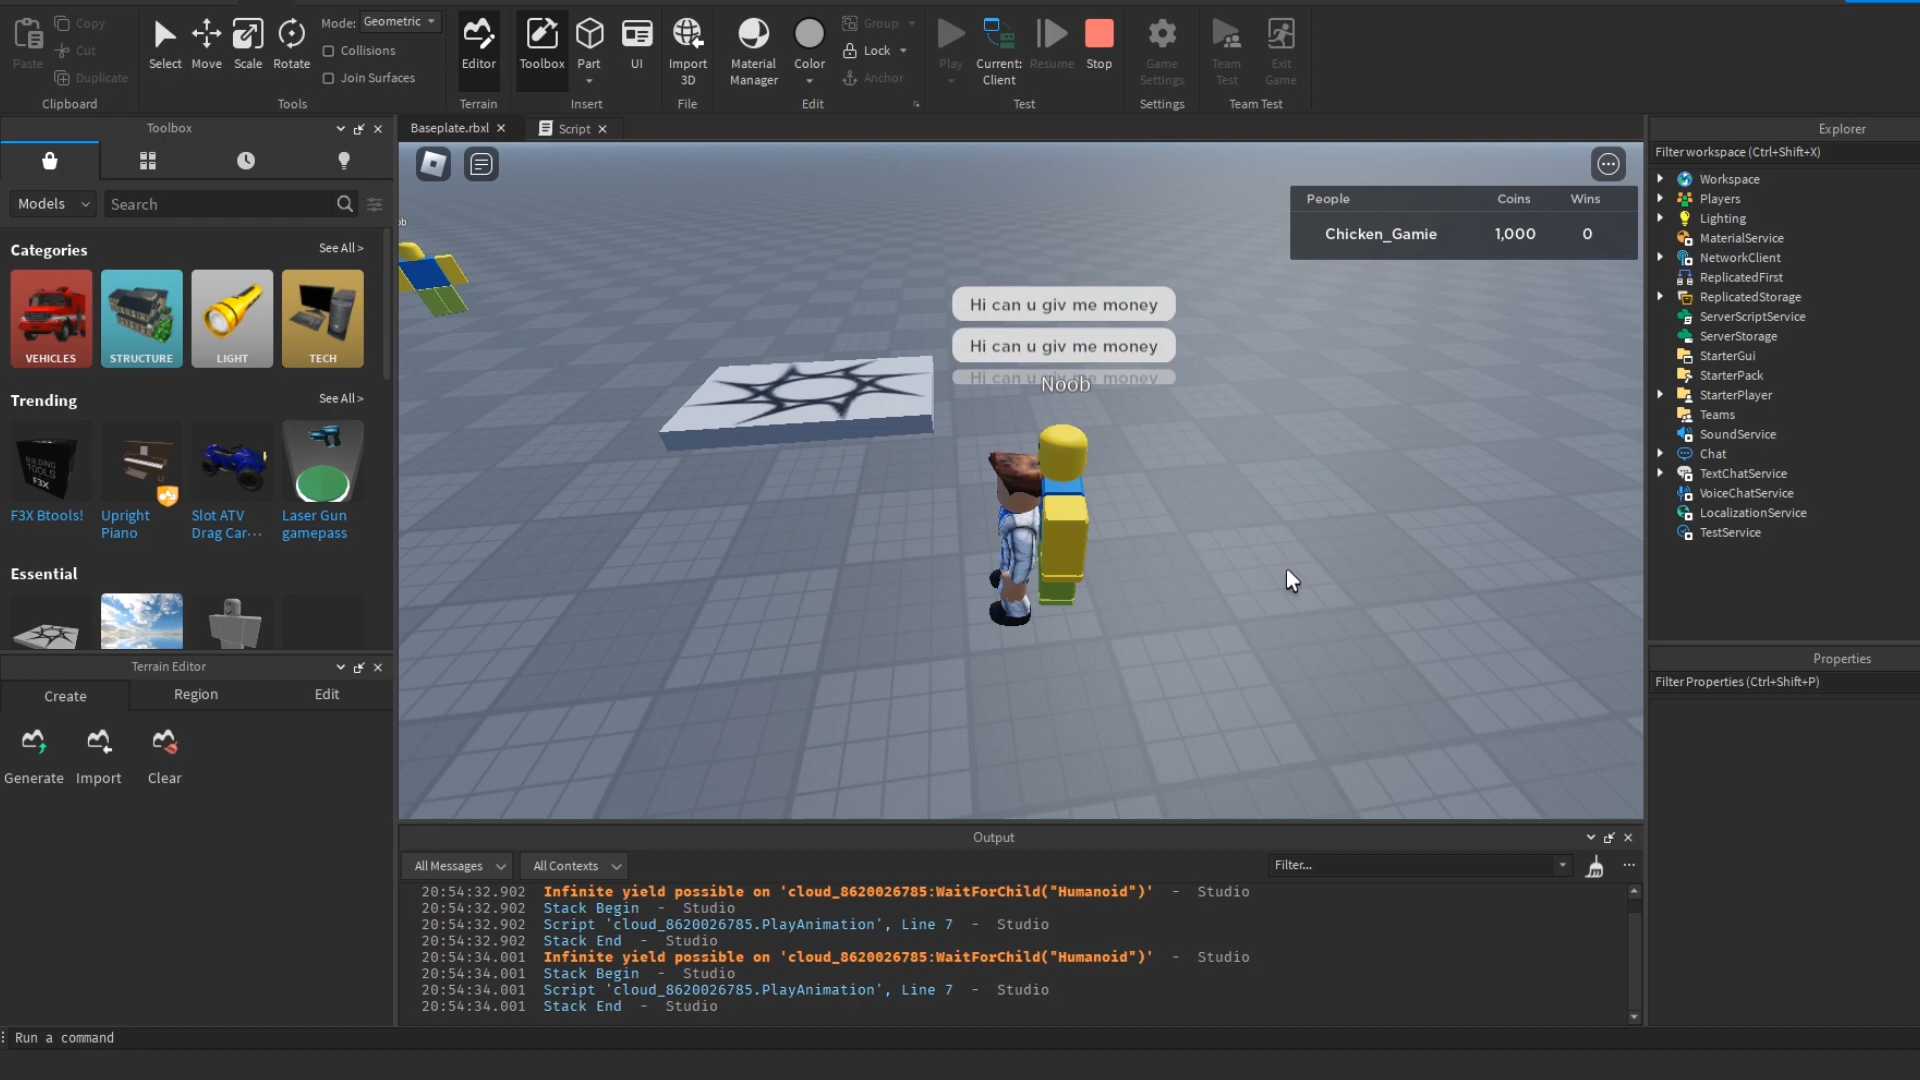 Paste
Copy
Cut
Duplicate
Clipboard
Select
Move
Scale
Rotate
Mode: Geometric
Collisions
Join Surfaces
Tools
Editor
Terrain
Toolbox
Part
UI
Insert
Import
3D
File
Material
Manager
Color
Group
Lock
Anchor
Edit
Play
Current:
Client
Resume
Stop
Test
Game
Settings
Settings
Team
Test
Exit
Game
Team Test
Toolbox
Models
Search
Categories
See All >
VEHICLES
STRUCTURE
LIGHT
TECH
Trending
See All >
BUILDING
TOOLS
F3X
F3X Btools!
Upright
Piano
Slot ATV
Drag Car...
Laser Gun
gamepass
Essential
Terrain Editor
Create
Region
Edit
Generate
Import
Clear
Baseplate.rbxl
Script
ob
People Coins Wins
Chicken_Gamie 1,000 0
Hi can u giv me money
Hi can u giv me money
Hi can u giv me money
Noob
Output
All Messages
All Contexts
Filter...
20:54:32.902 Infinite yield possible on 'cloud_8620026785:WaitForChild("Humanoid")' - Studio
20:54:32.902 Stack Begin - Studio
20:54:32.902 Script 'cloud_8620026785.PlayAnimation', Line 7 - Studio
20:54:32.902 Stack End - Studio
20:54:34.001 Infinite yield possible on 'cloud_8620026785:WaitForChild("Humanoid")' - Studio
20:54:34.001 Stack Begin - Studio
20:54:34.001 Script 'cloud_8620026785.PlayAnimation', Line 7 - Studio
20:54:34.001 Stack End - Studio
Explorer
Filter workspace (Ctrl+Shift+X)
Workspace
Players
Lighting
MaterialService
NetworkClient
ReplicatedFirst
ReplicatedStorage
ServerScriptService
ServerStorage
StarterGui
StarterPack
StarterPlayer
Teams
SoundService
Chat
TextChatService
VoiceChatService
LocalizationService
TestService
Properties
Filter Properties (Ctrl+Shift+P)
Run a command